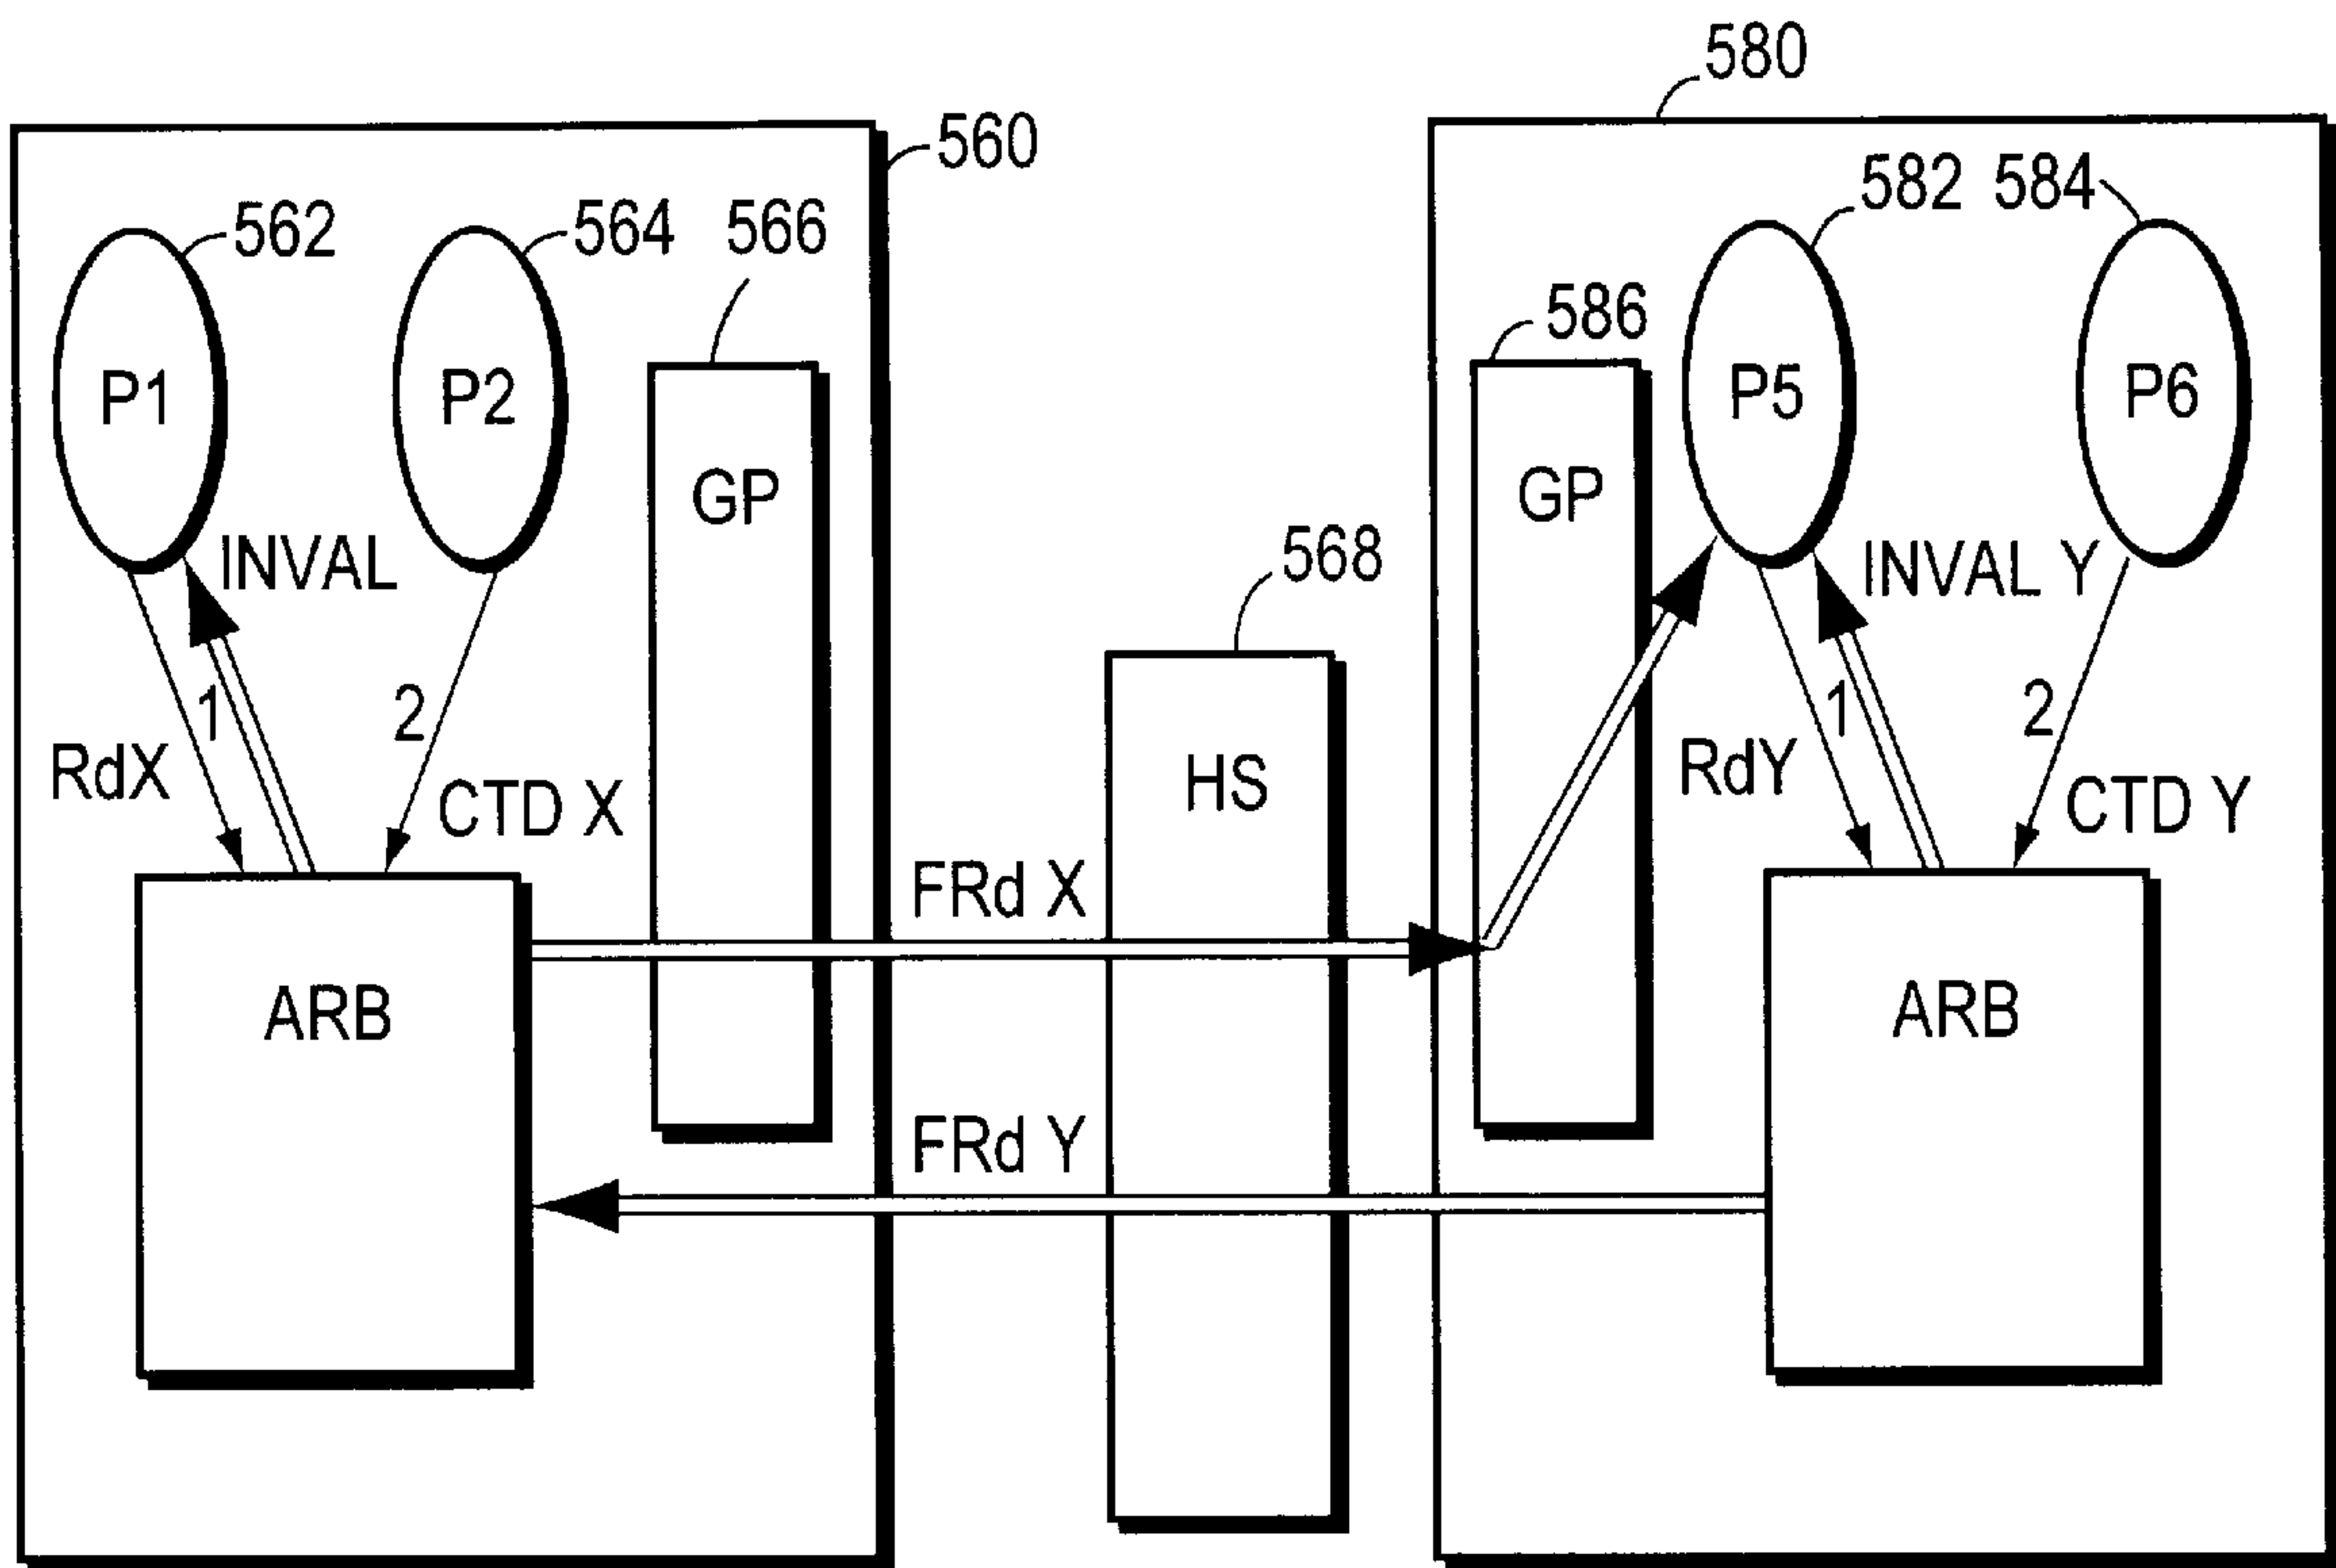 580
560
562
564
566
582
584
586
P1
P2
P5
P6
GP
GP
INVAL
568
INVAL Y
1
2
1
2
RdX
CTD X
HS
RdY
CTD Y
FRd X
ARB
ARB
FRd Y